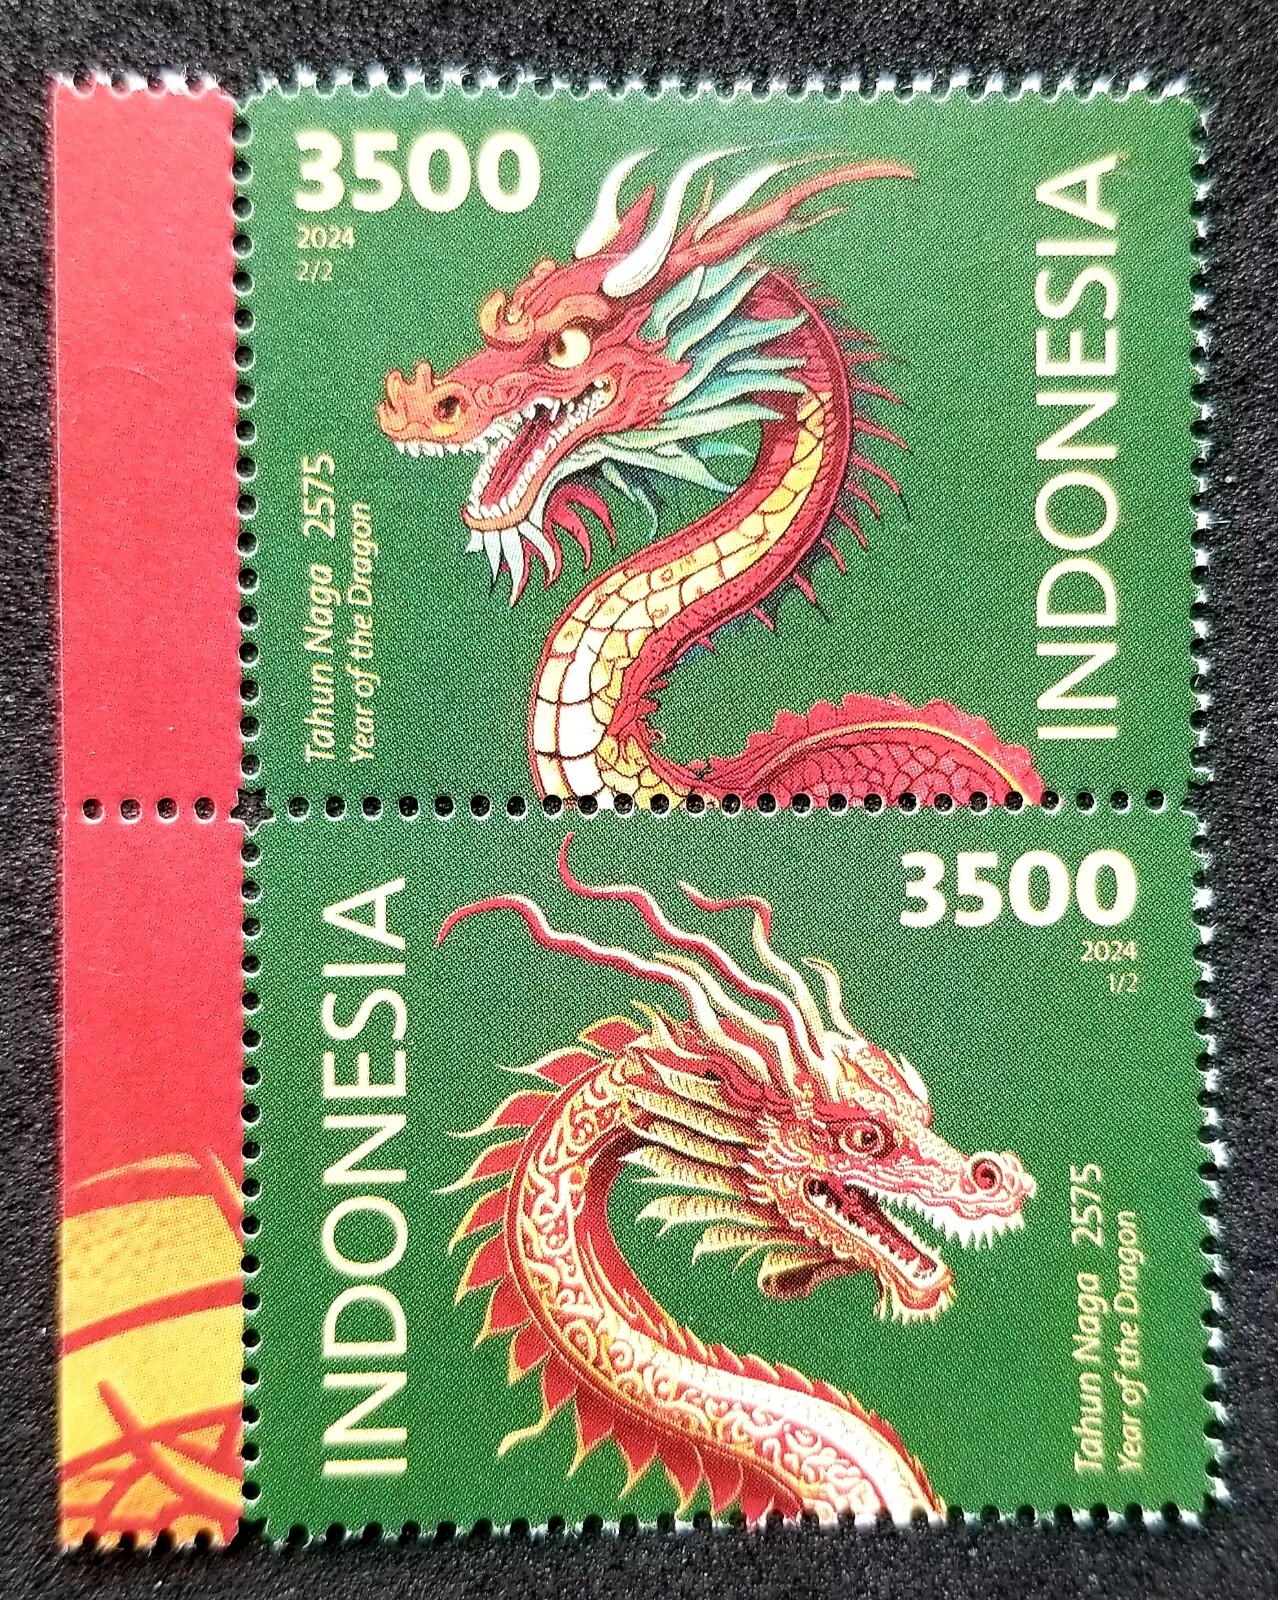 3500
2024
2/2
Tahun Naga 2575
Year of the Dragon
INDONESIA
INDONESIA
3500
2024
1/2
Tahun Naga 2575
Year of the Dragon